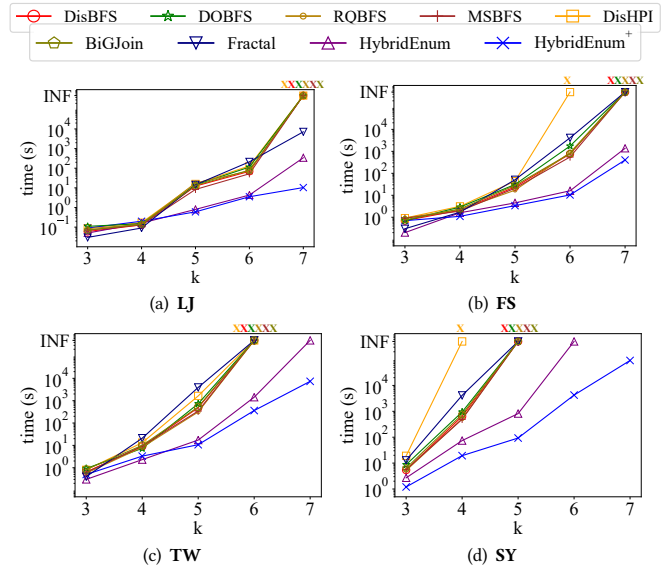 DisBFS DOBFS RQBFS MSBFS DisHPI
BiGJoin Fractal HybridEnum HybridEnum+
XXXXXX
INF
10^4
10^3
10^2
10^1
10^0
10^-1
time (s)
3 4 5 6 7
k
(a) LJ
X XXXXX
INF
10^4
10^3
10^2
10^1
10^0
time (s)
3 4 5 6 7
k
(b) FS
XXXXXX
INF
10^4
10^3
10^2
10^1
10^0
time (s)
3 4 5 6 7
k
(c) TW
X XXXXX
INF
10^4
10^3
10^2
10^1
10^0
time (s)
3 4 5 6 7
k
(d) SY